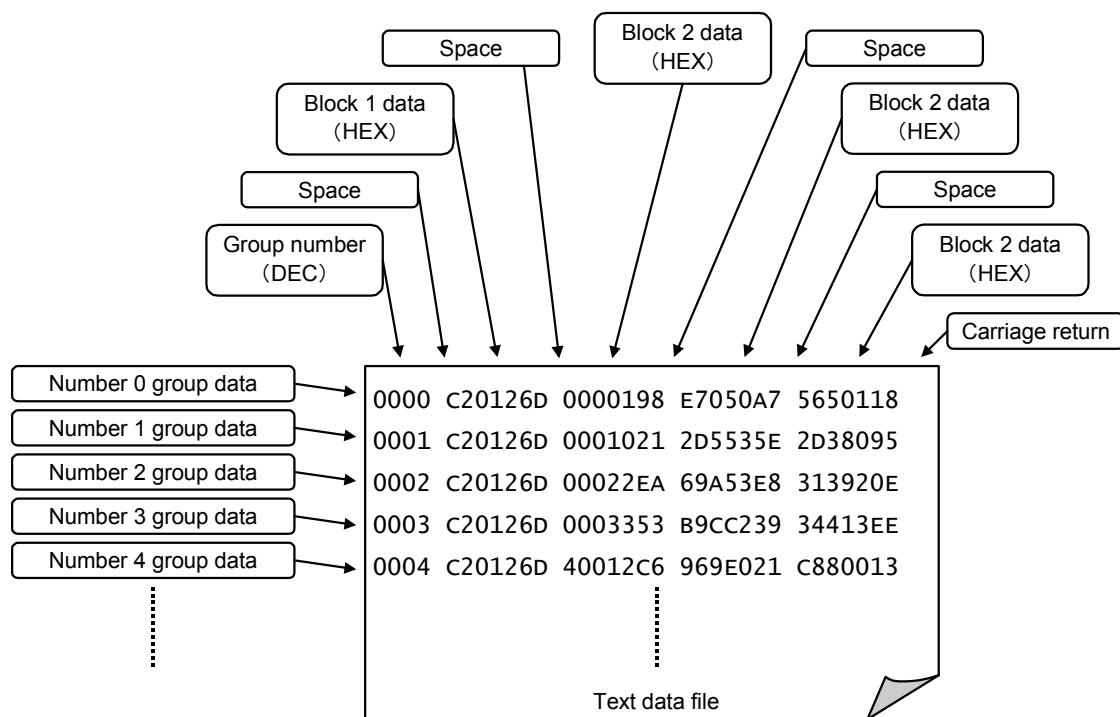 Space
Block 2 data
（HEX）
Space
Block 1 data
（HEX）
Block 2 data
（HEX）
Space
Space
Group number
（DEC）
Block 2 data
（HEX）
Carriage return
Number 0 group data
0000 C20126D 0000198 E7050A7 5650118
Number 1 group data
0001 C20126D 0001021 2D5535E 2D38095
Number 2 group data
0002 C20126D 00022EA 69A53E8 313920E
Number 3 group data
0003 C20126D 0003353 B9CC239 34413EE
Number 4 group data
0004 C20126D 40012C6 969E021 C880013
Text data file